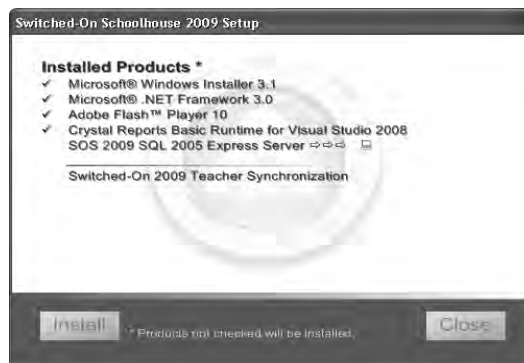 Switched-On Schoolhouse 2009 Setup
Installed Products *
✓ Microsoft® Windows Installer 3.1
✓ Microsoft® .NET Framework 3.0
✓ Adobe Flash™ Player 10
✓ Crystal Reports Basic Runtime for Visual Studio 2008
SOS 2009 SQL 2005 Express Server ⇨⇨⇨
Switched-On 2009 Teacher Synchronization
Install * Products not checked will be installed. Close